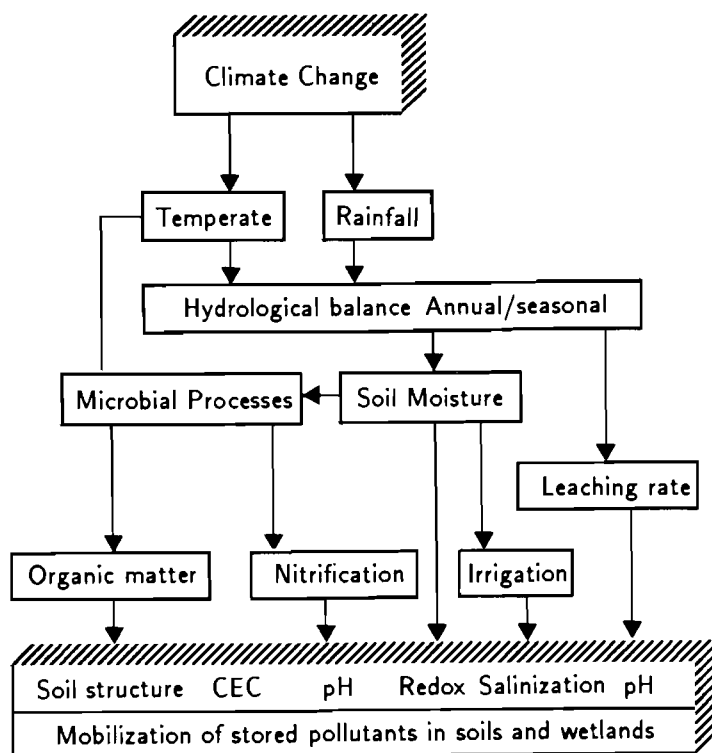 Climate Change
Temperate
Rainfall
Hydrological balance Annual/seasonal
Microbial Processes
Soil Moisture
Leaching rate
Organic matter
Nitrification
Irrigation
Soil structure CEC pH Redox Salinization pH
Mobilization of stored pollutants in soils and wetlands